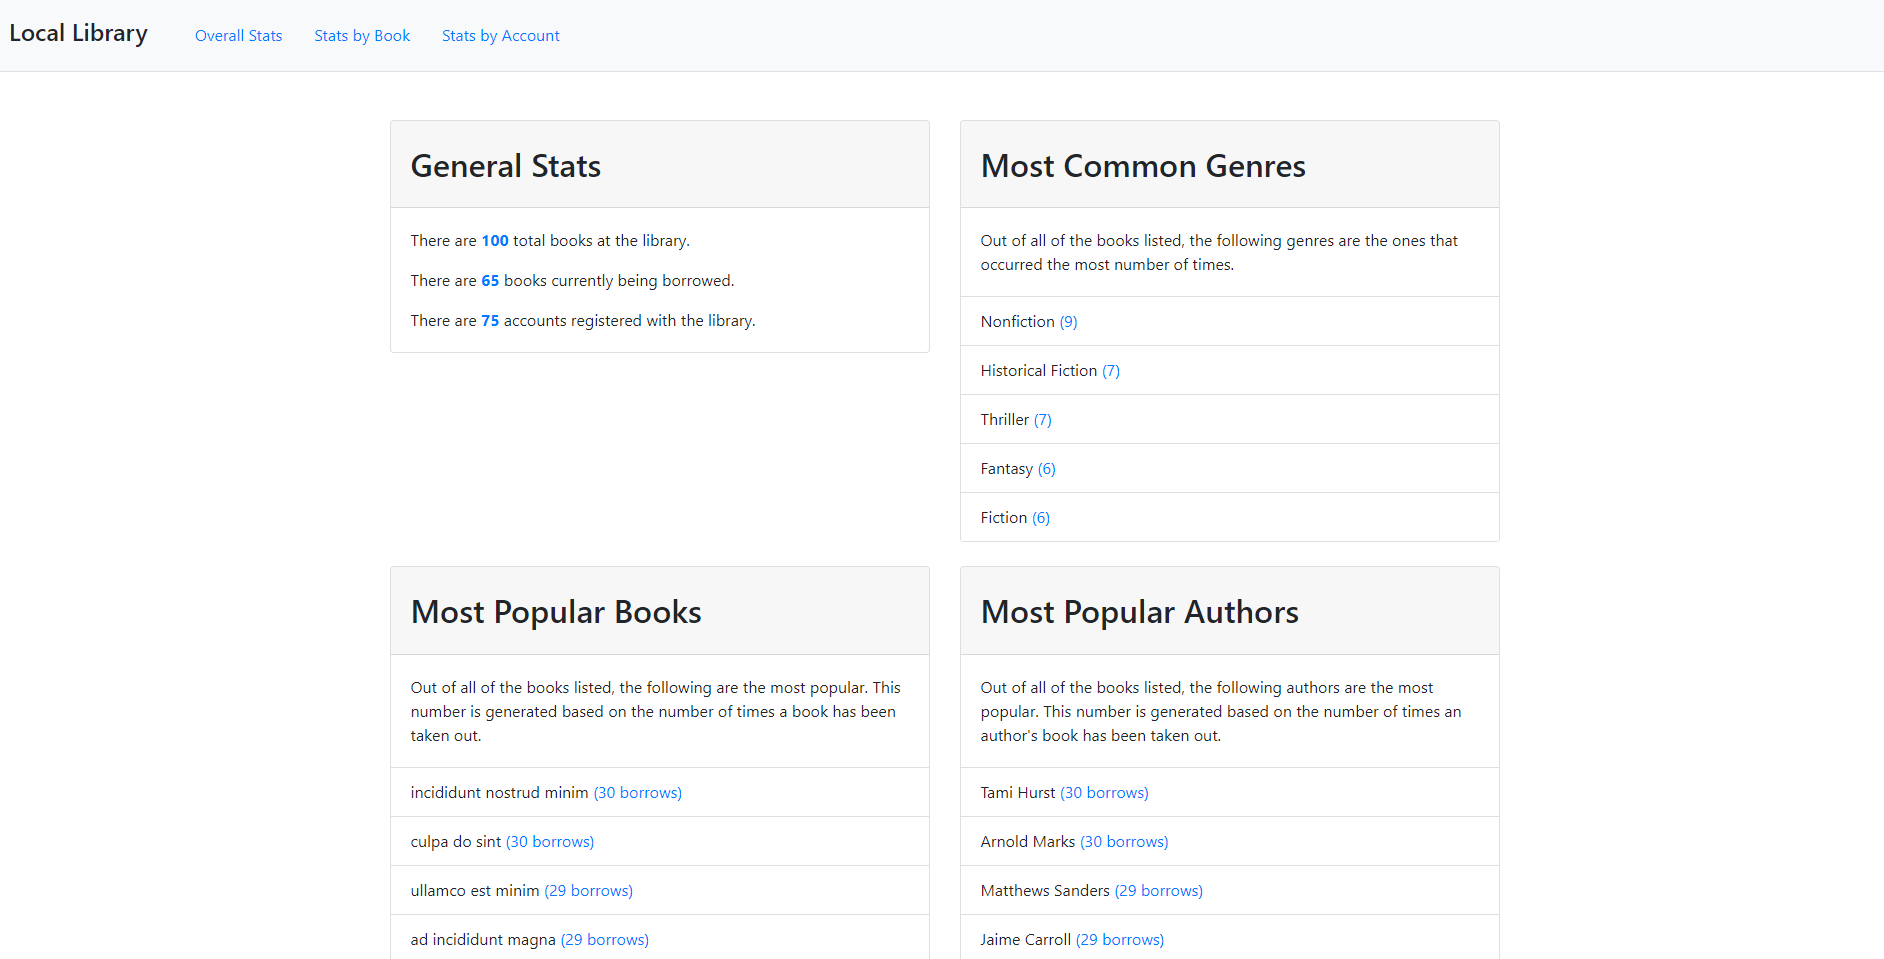 Local Library
Overall Stats
Stats by Book
Stats by Account
General Stats
There are 100 total books at the library.
There are 65 books currently being borrowed.
There are 75 accounts registered with the library.
Most Common Genres
Out of all of the books listed, the following genres are the ones that
occurred the most number of times.
Nonfiction (9)
Historical Fiction (7)
Thriller (7)
Fantasy (6)
Fiction (6)
Most Popular Books
Out of all of the books listed, the following are the most popular. This
number is generated based on the number of times a book has been
taken out.
incididunt nostrud minim (30 borrows)
culpa do sint (30 borrows)
ullamco est minim (29 borrows)
ad incididunt magna (29 borrows)
Most Popular Authors
Out of all of the books listed, the following authors are the most
popular. This number is generated based on the number of times an
author's book has been taken out.
Tami Hurst (30 borrows)
Arnold Marks (30 borrows)
Matthews Sanders (29 borrows)
Jaime Carroll (29 borrows)